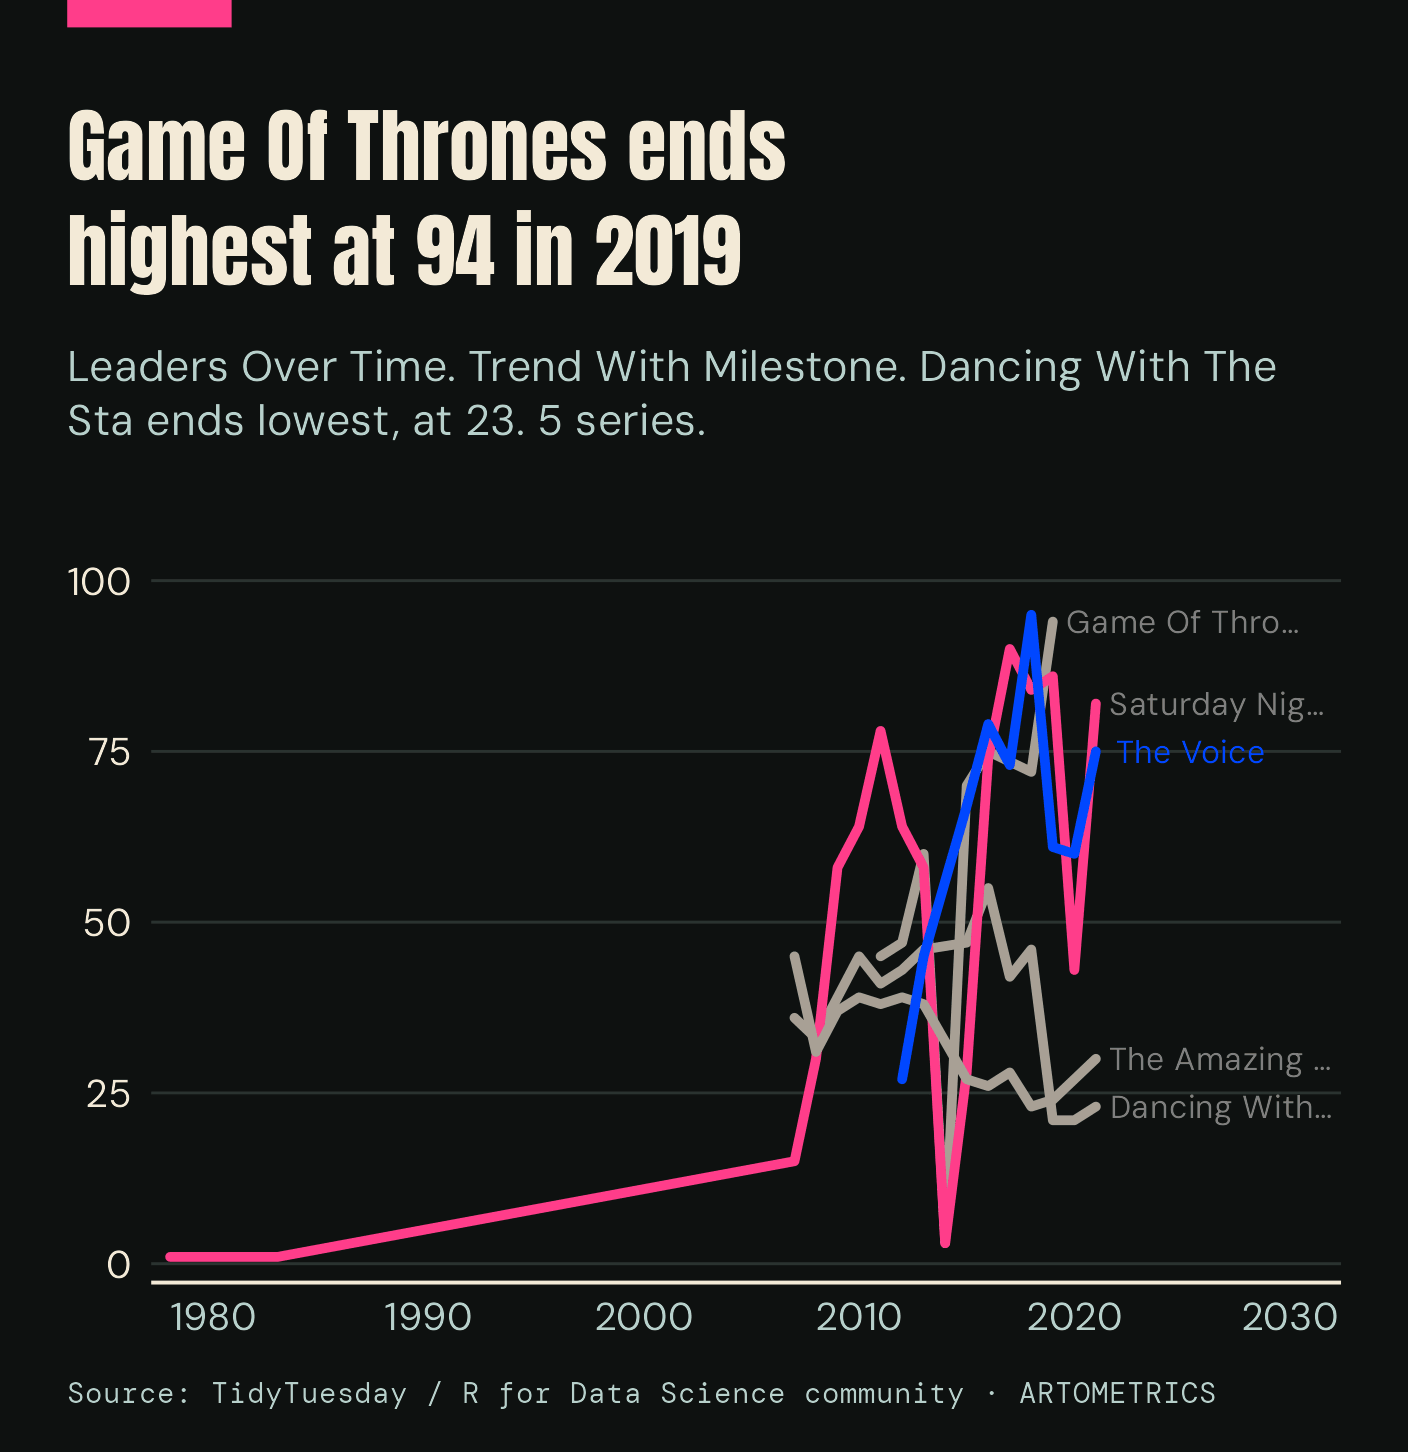 Game Of Thrones ends
highest at 94 in 2019
Leaders Over Time. Trend With Milestone. Dancing With The
Sta ends lowest, at 23. 5 series.
100
75
50
25
0
Game Of Thro...
Saturday Nig...
The Voice
The Amazing ...
Dancing With...
1980 1990 2000 2010 2020 2030
Source: TidyTuesday / R for Data Science community · ARTOMETRICS